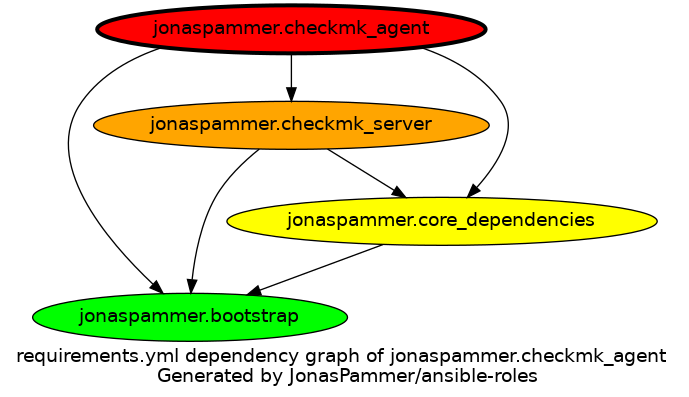 jonaspammer.checkmk_agent
jonaspammer.checkmk_server
jonaspammer.core_dependencies
jonaspammer.bootstrap
requirements.yml dependency graph of jonaspammer.checkmk_agent
Generated by JonasPammer/ansible-roles